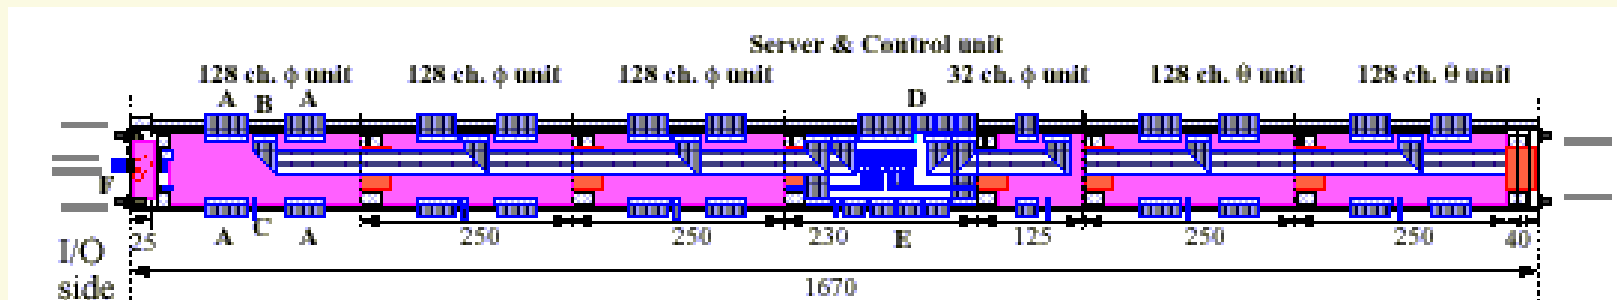 Server & Control unit
128 ch. ϕ unit 128 ch. ϕ unit 128 ch. ϕ unit 32 ch. ϕ unit 128 ch. θ unit 128 ch. θ unit
A B A D
F
A C A E
25 250 250 230 125 250 250 40
I/O
side
1670